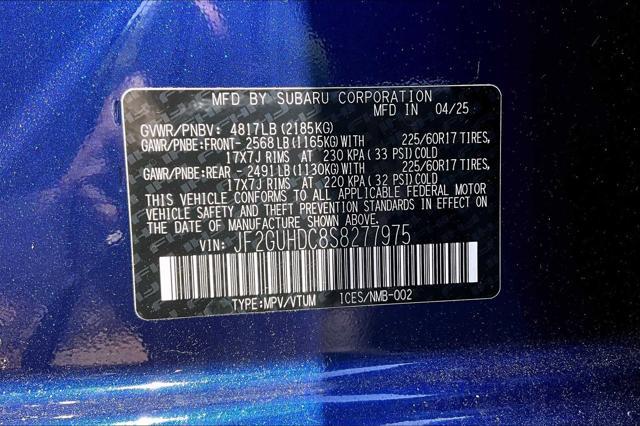 MFD BY SUBARU CORPORATION
MFD IN 04/25
GVWR/PNBV: 4817LB(2185KG)
GAWR/PNBE:FRONT- 2568LB(1165KG)WITH 225/60R17 TIRES,
17X7J RIMS AT 230 KPA(33 PSI)COLD
GAWR/PNBE:REAR - 2491LB(1130KG)WITH 225/60R17 TIRES,
17X7J RIMS AT 220 KPA(32 PSI)COLD
THIS VEHICLE CONFORMS TO ALL APPLICABLE FEDERAL MOTOR
VEHICLE SAFETY AND THEFT PREVENTION STANDARDS IN EFFECT ON
THE DATE OF MANUFACTURE SHOWN ABOVE.
VIN: JF2GUHDC8S8277975
TYPE:MPV/VTUM ICES/NMB-002